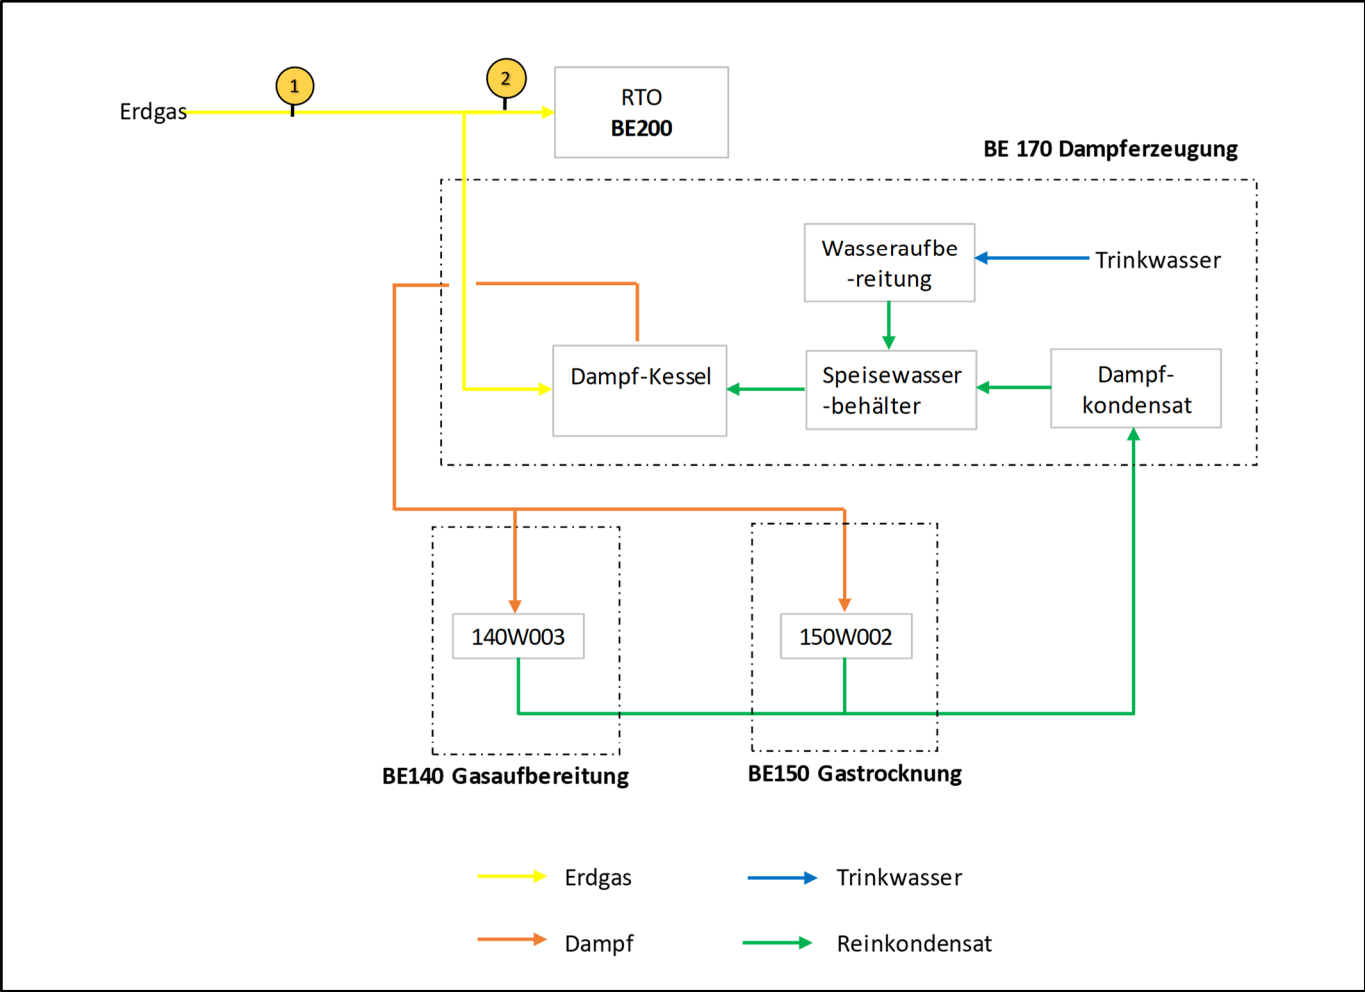 1
2
Erdgas
RTO
BE200
BE 170 Dampferzeugung
Wasseraufbe
-reitung
Trinkwasser
Dampf-Kessel
Speisewasser
-behälter
Dampf-
kondensat
140W003
150W002
BE140 Gasaufbereitung
BE150 Gastrocknung
Erdgas
Trinkwasser
Dampf
Reinkondensat